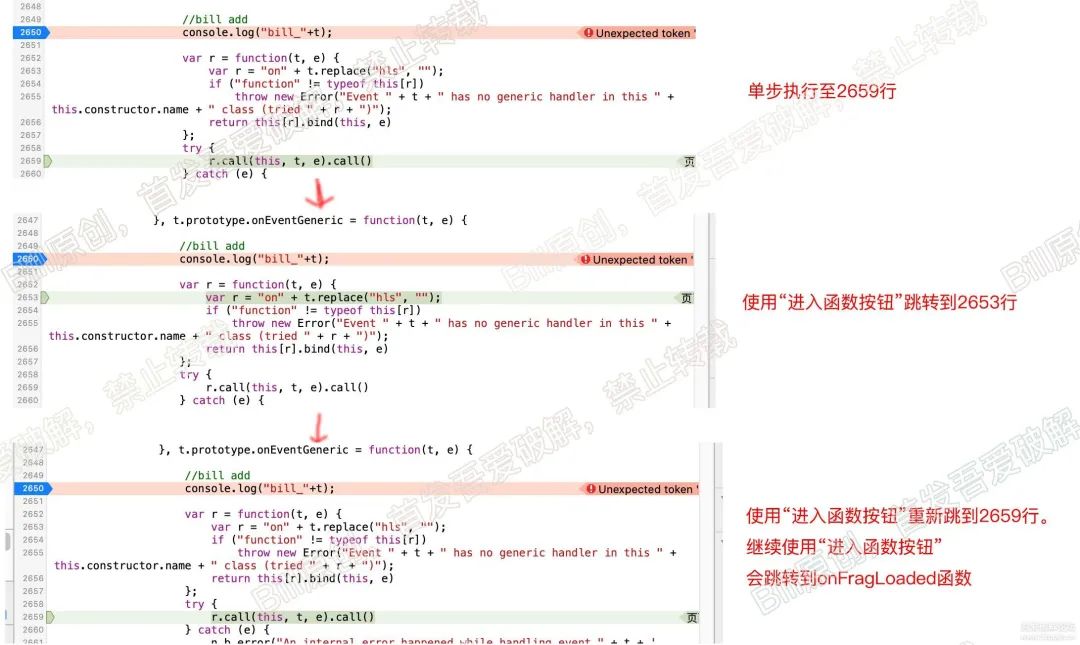 2648
2649 //bill add
2650 console.log("bill_"+t); Unexpected token '
2651
2652 var r = function(t, e) {
2653 var r = "on" + t.replace("hls", "");
2654 if ("function" != typeof this[r])
2655 throw new Error("Event " + t + " has no generic handler in this " +
this.constructor.name + " class (tried " + r + ")");
2656 return this[r].bind(this, e)
2657 };
2658 try {
2659 r.call(this, t, e).call() 页
2660 } catch (e) {
单步执行至2659行
2647 }, t.prototype.onEventGeneric = function(t, e) {
2648
2649 //bill add
2650 console.log("bill_"+t); Unexpected token '
2651
2652 var r = function(t, e) {
2653 var r = "on" + t.replace("hls", ""); 页
2654 if ("function" != typeof this[r])
2655 throw new Error("Event " + t + " has no generic handler in this " +
this.constructor.name + " class (tried " + r + ")");
2656 return this[r].bind(this, e)
2657 };
2658 try {
2659 r.call(this, t, e).call()
2660 } catch (e) {
使用“进入函数按钮”跳转到2653行
2647 }, t.prototype.onEventGeneric = function(t, e) {
2648
2649 //bill add
2650 console.log("bill_"+t); Unexpected token '
2651
2652 var r = function(t, e) {
2653 var r = "on" + t.replace("hls", "");
2654 if ("function" != typeof this[r])
2655 throw new Error("Event " + t + " has no generic handler in this " +
this.constructor.name + " class (tried " + r + ")");
2656 return this[r].bind(this, e)
2657 };
2658 try {
2659 r.call(this, t, e).call() 页
2660 } catch (e) {
2661 n.b.error("An internal error happened while handling event " + t + '
使用“进入函数按钮”重新跳到2659行。
继续使用“进入函数按钮”
会跳转到onFragLoaded函数
Bill原创，首发吾爱破解，禁止转载